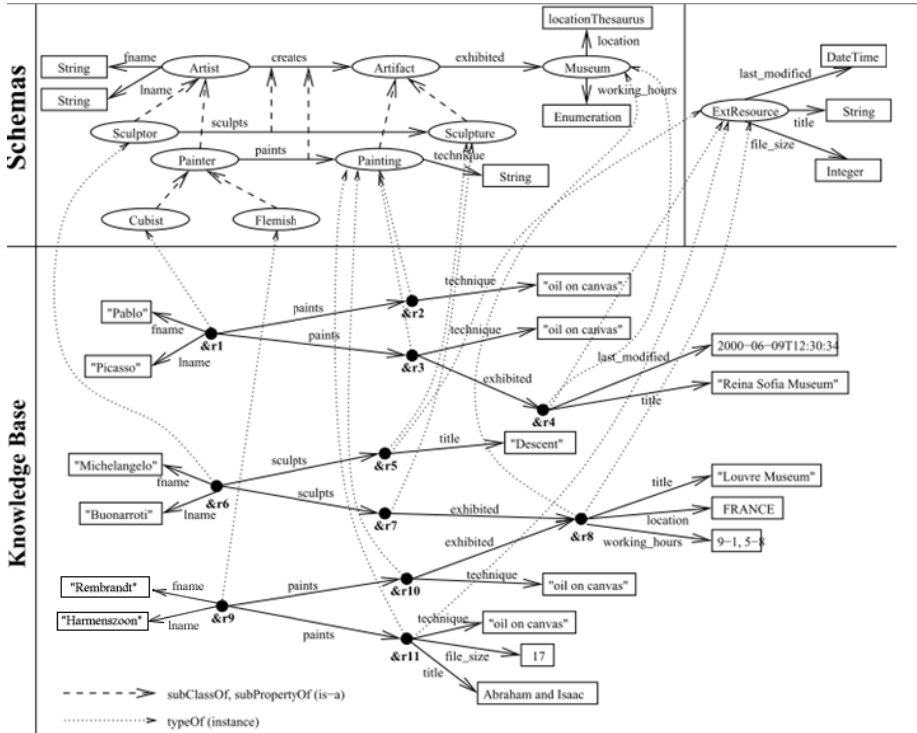 Schemas
locationThesaurus
location
fname
creates
exhibited
DateTime
last_modified
String
Artist
Artifact
Museum
lname
String
working_hours
ExtResource
String
title
Enumeration
file_size
Sculptor
sculpts
Sculpture
Painter
paints
Painting
technique
String
Integer
Cubist
Flemish
Knowledge Base
"Pablo"
fname
paints
&r2
technique
"oil on canvas"
&r1
paints
technique
"oil on canvas"
"Picasso"
lname
&r3
last_modified
2000−06−09T12:30:34
exhibited
"Reina Sofia Museum"
title
&r4
title
"Descent"
"Michelangelo"
fname
sculpts
&r5
"Louvre Museum"
title
&r6
sculpts
exhibited
"Buonarroti"
lname
&r7
&r8
location
FRANCE
working_hours
9−1, 5−8
exhibited
"Rembrandt"
fname
paints
technique
"oil on canvas"
&r10
"Harmenszoon"
lname
&r9
paints
technique
"oil on canvas"
&r11
file_size
17
title
Abraham and Isaac
subClassOf, subPropertyOf (is−a)
typeOf (instance)